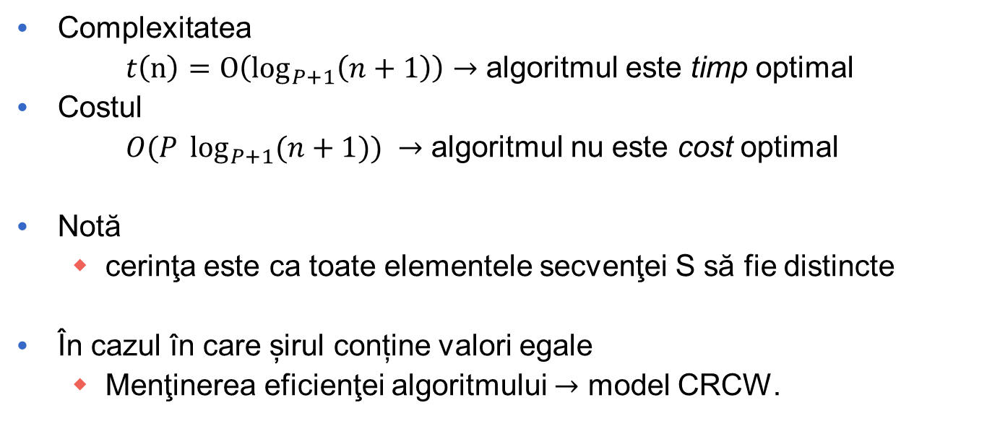 • Complexitatea
t(n) = O(log_{P+1}(n + 1)) → algoritmul este timp optimal
• Costul
O(P log_{P+1}(n + 1)) → algoritmul nu este cost optimal
• Notă
◆ cerinţa este ca toate elementele secvenţei S să fie distincte
• În cazul în care șirul conține valori egale
◆ Menţinerea eficienţei algoritmului → model CRCW.